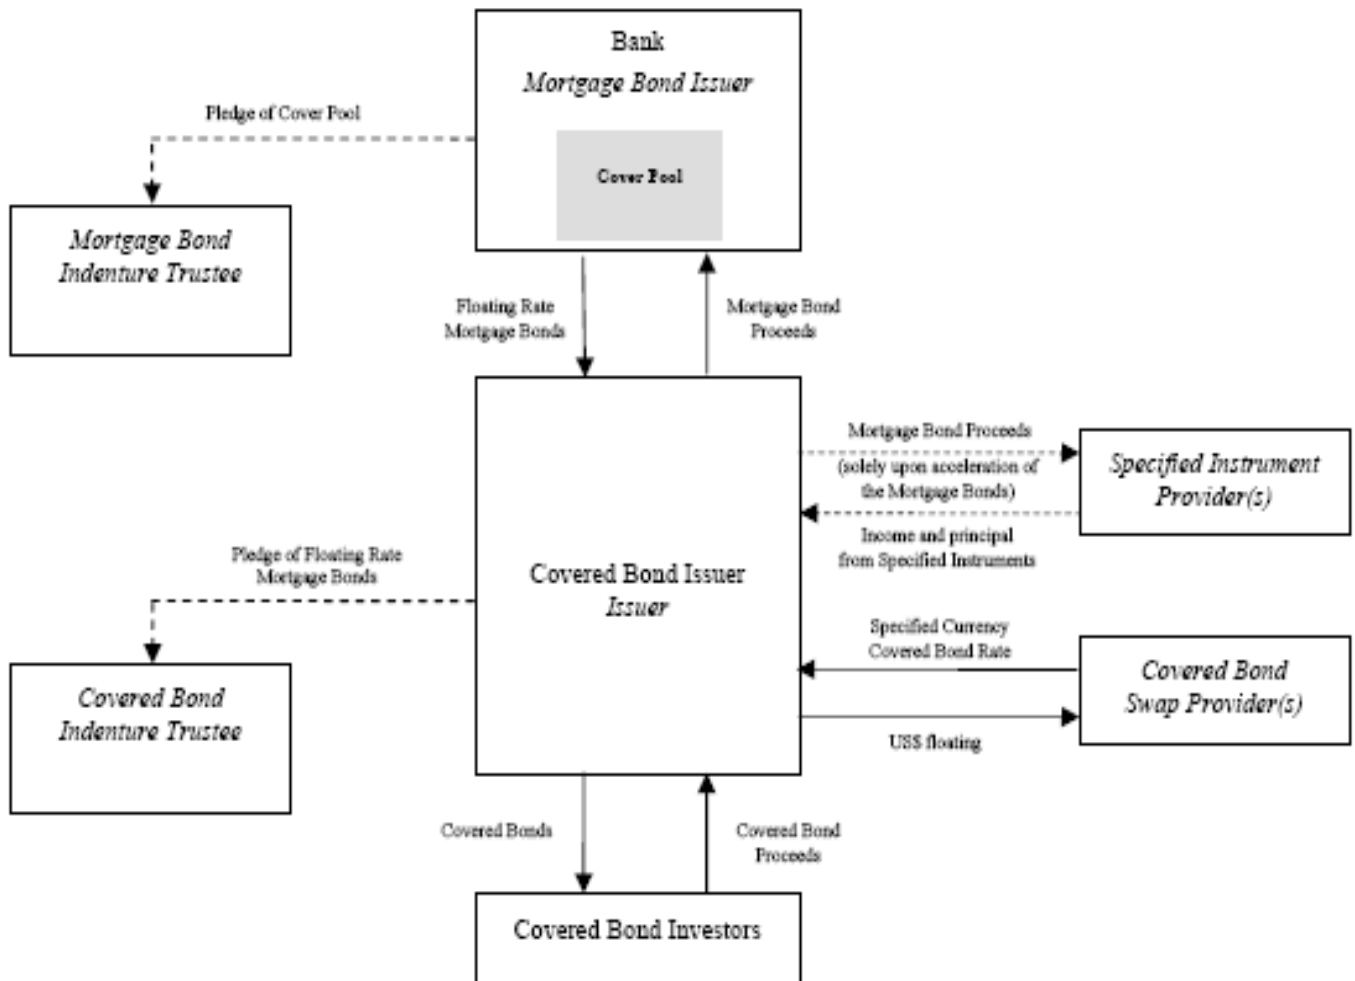 Bank
Mortgage Bond Issuer
Cover Pool
Pledge of Cover Pool
Mortgage Bond
Indenture Trustee
Floating Rate
Mortgage Bonds
Mortgage Bond
Proceeds
Mortgage Bond Proceeds
(solely upon acceleration of
the Mortgage Bonds)
Income and principal
from Specified Instruments
Specified Instrument
Provider(s)
Covered Bond Issuer
Issuer
Pledge of Floating Rate
Mortgage Bonds
Covered Bond
Indenture Trustee
Specified Currency
Covered Bond Rate
US$ floating
Covered Bond
Swap Provider(s)
Covered Bonds
Covered Bond
Proceeds
Covered Bond Investors